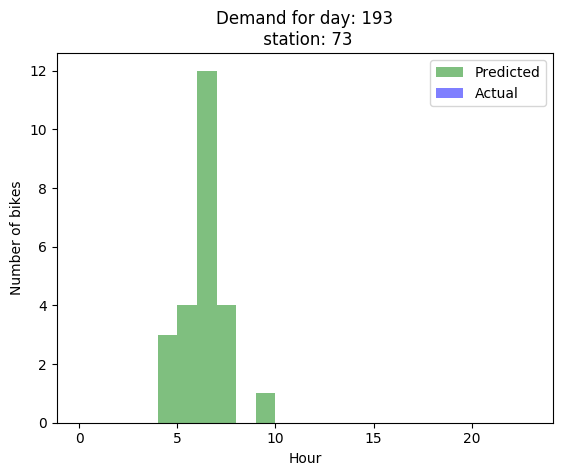 Demand for day: 193
station: 73
Predicted
Actual
12
10
8
6
4
2
0
Number of bikes
0 5 10 15 20
Hour